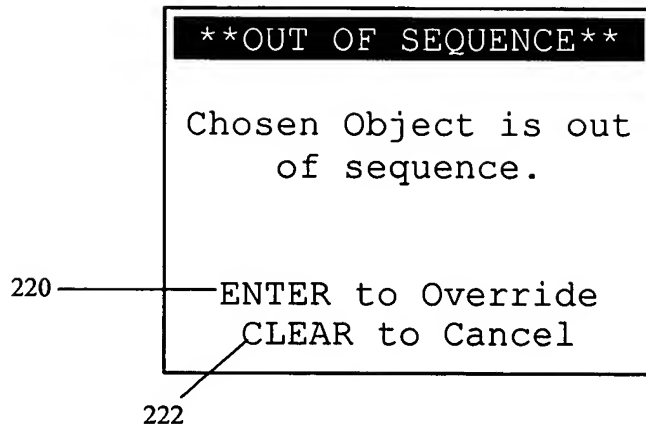 **OUT OF SEQUENCE**
Chosen Object is out
of sequence.
220
ENTER to Override
CLEAR to Cancel
222